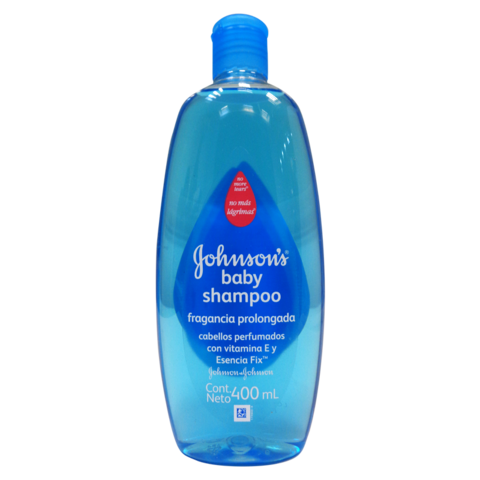 no
more
tears®
no más
lágrimas®
Johnson's®
baby
shampoo
fragancia prolongada
cabellos perfumados
con vitamina E y
Esencia Fix™
Johnson & Johnson
Cont.
Neto 400 mL